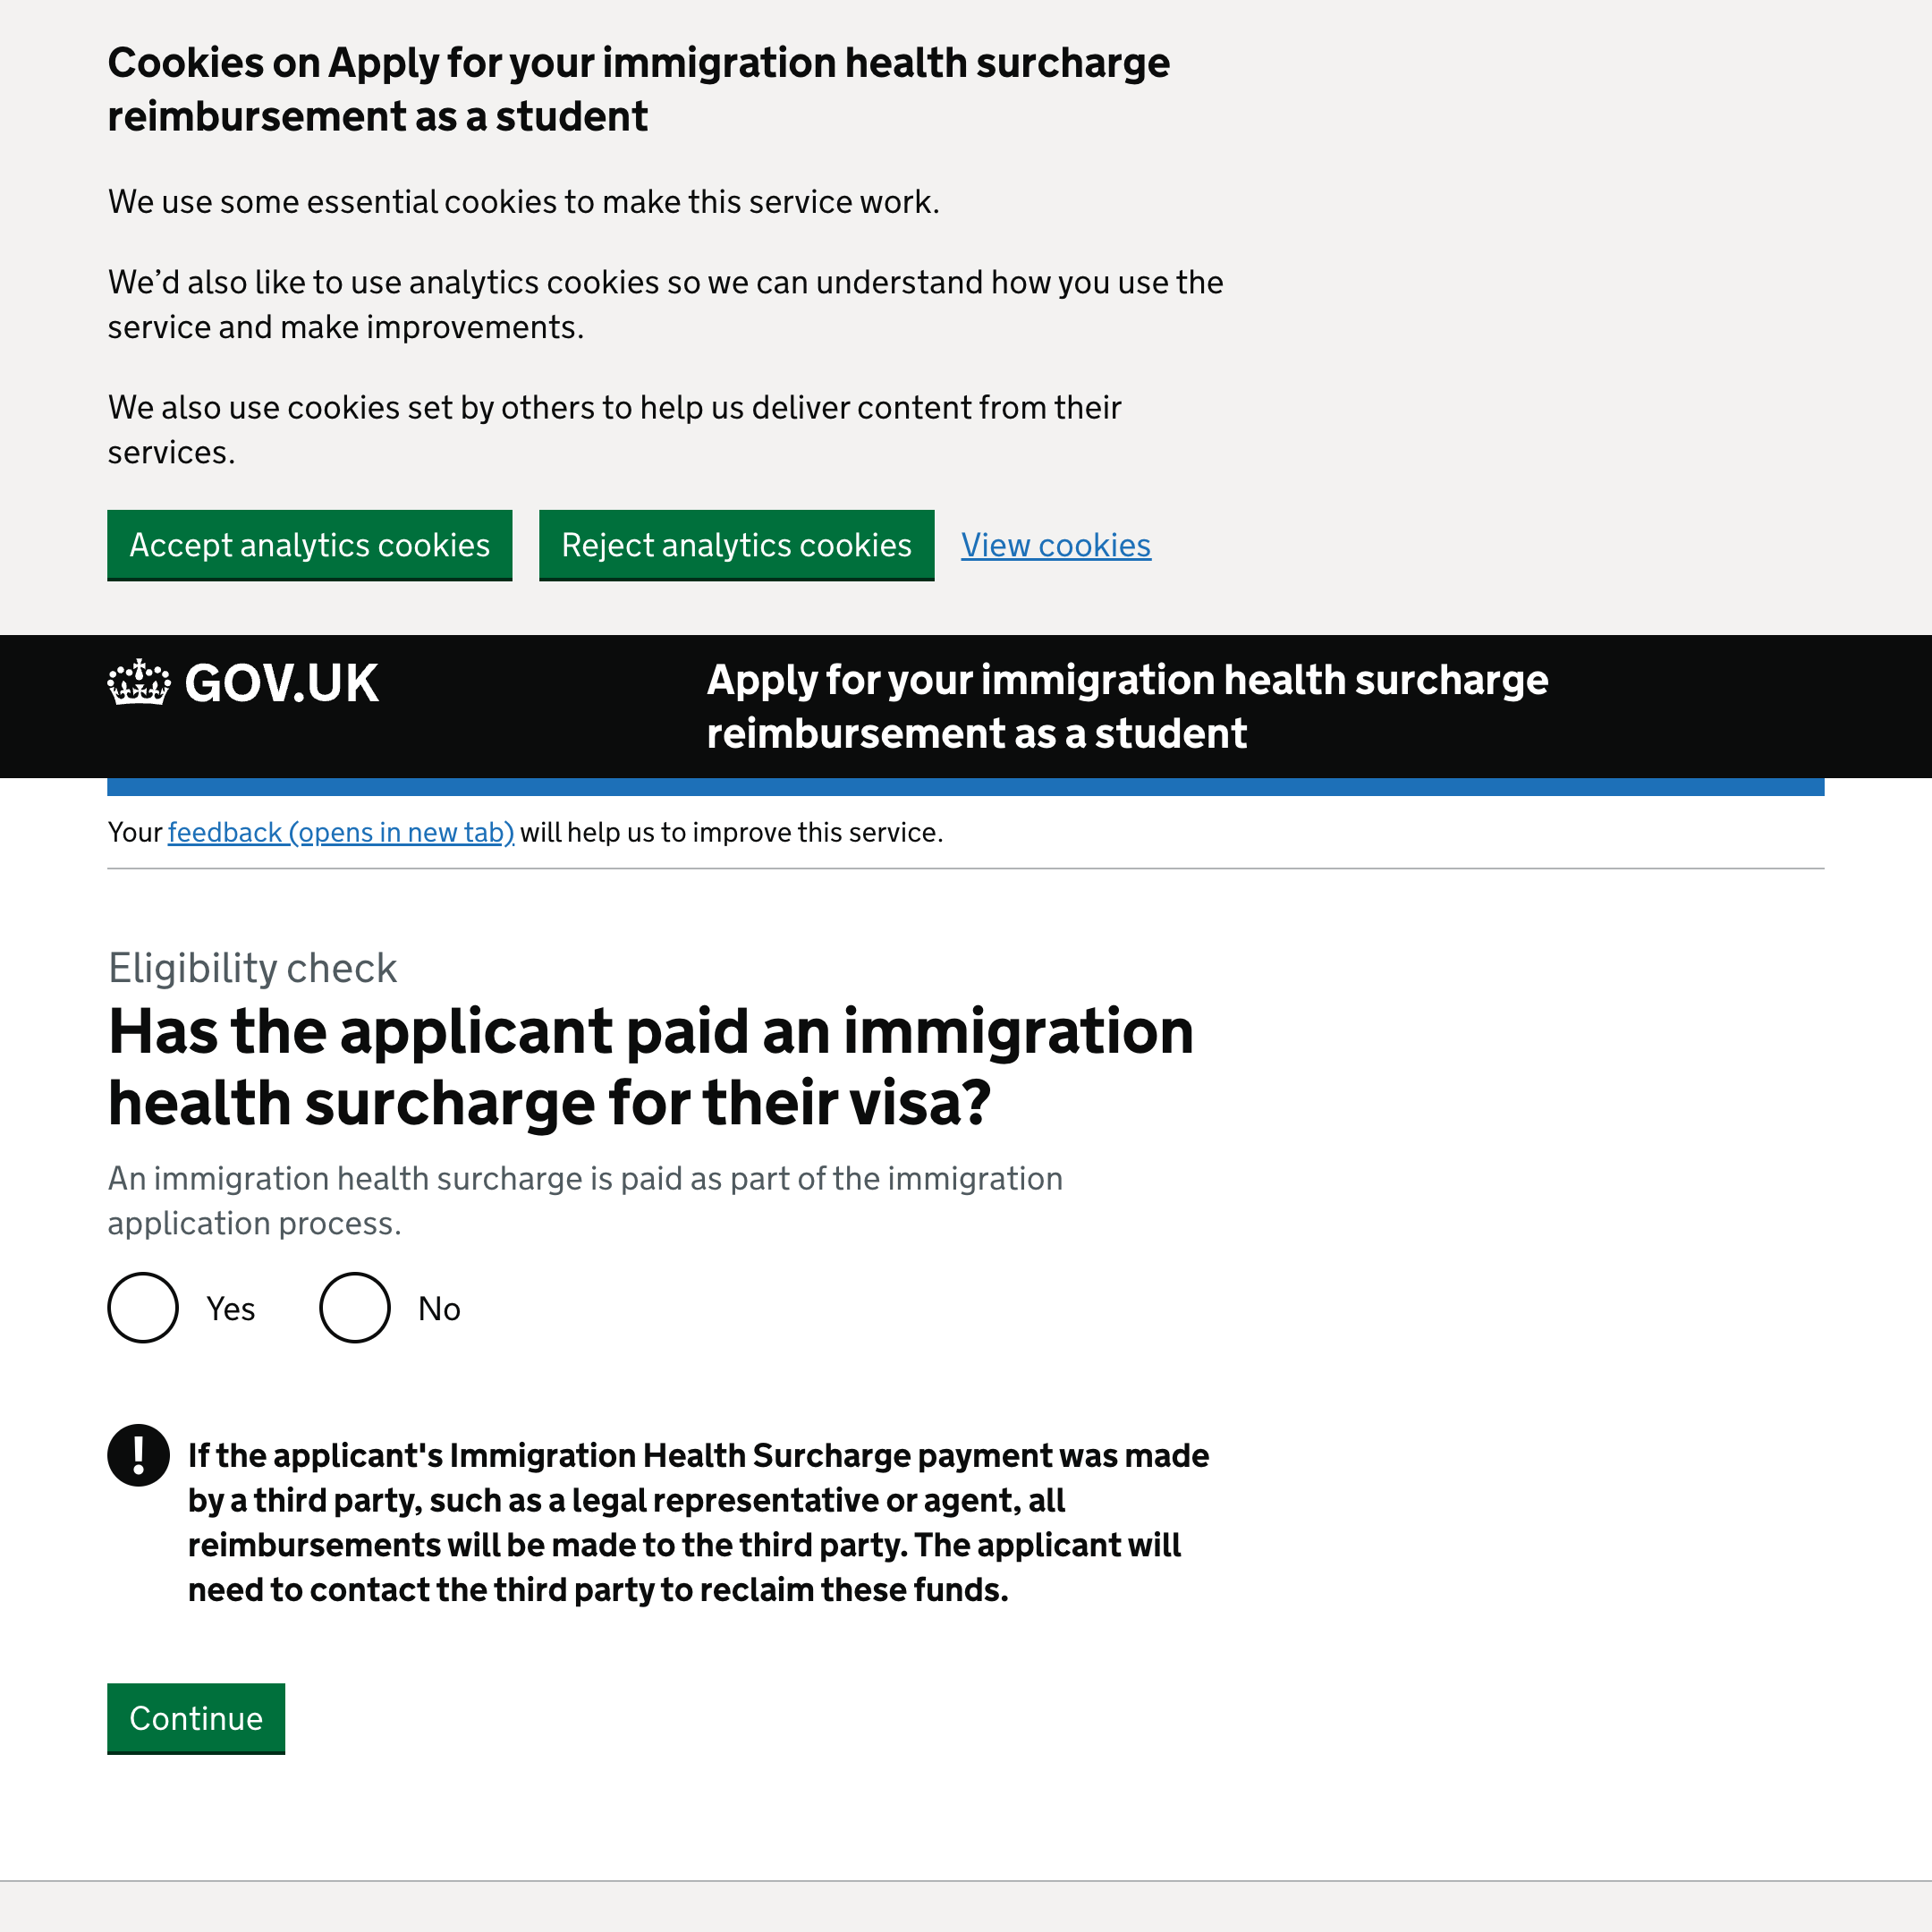 Cookies on Apply for your immigration health surcharge
reimbursement as a student
We use some essential cookies to make this service work.
We’d also like to use analytics cookies so we can understand how you use the
service and make improvements.
We also use cookies set by others to help us deliver content from their
services.
Accept analytics cookies Reject analytics cookies View cookies
GOV.UK Apply for your immigration health surcharge
reimbursement as a student
Your feedback (opens in new tab) will help us to improve this service.
Eligibility check
Has the applicant paid an immigration
health surcharge for their visa?
An immigration health surcharge is paid as part of the immigration
application process.
Yes No
! If the applicant's Immigration Health Surcharge payment was made
by a third party, such as a legal representative or agent, all
reimbursements will be made to the third party. The applicant will
need to contact the third party to reclaim these funds.
Continue